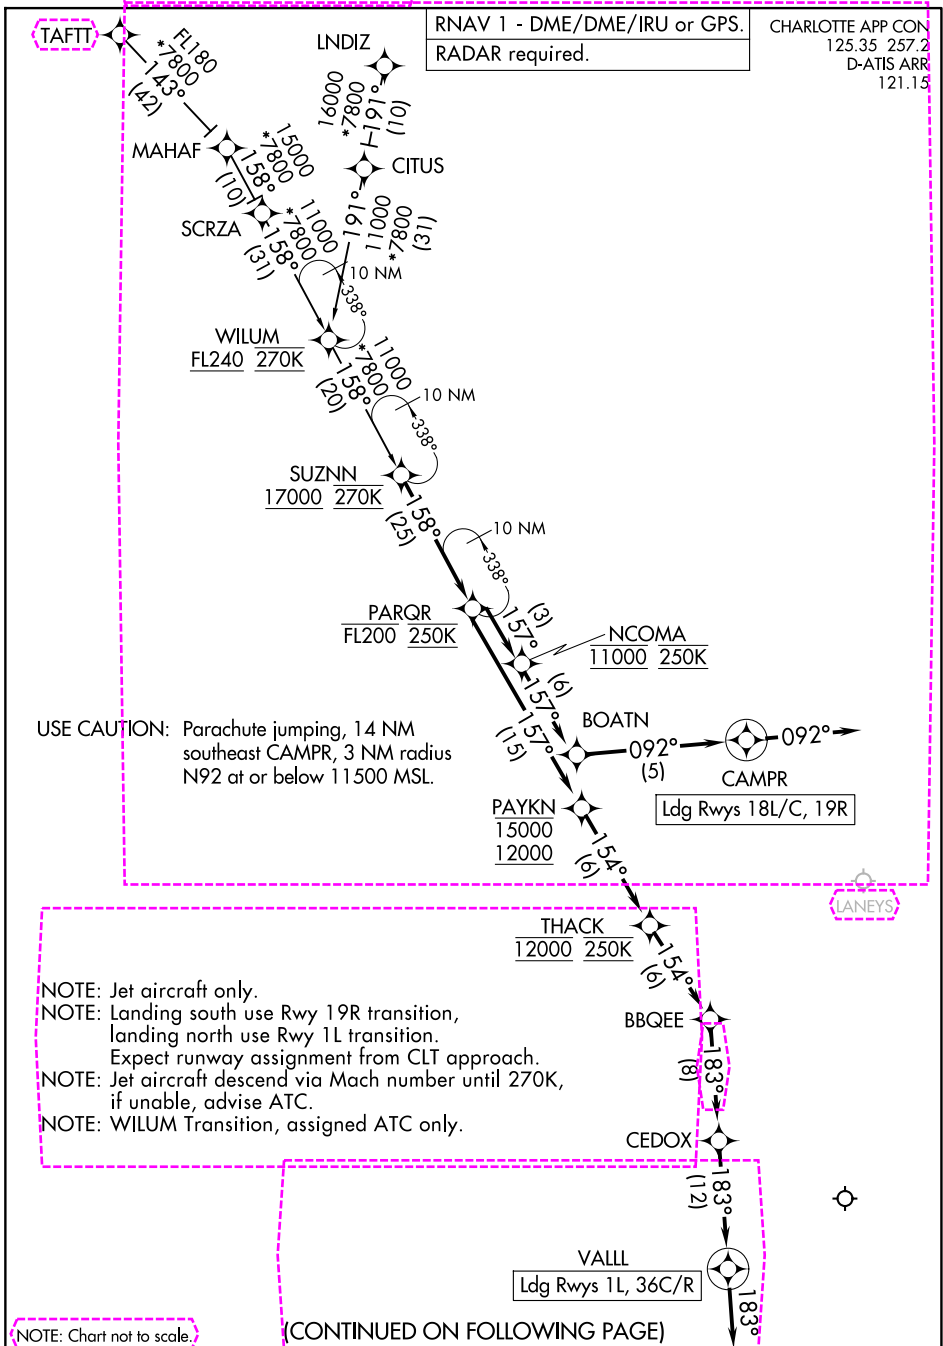 RNAV 1 - DME/DME/IRU or GPS.
RADAR required.
CHARLOTTE APP CON
125.35 257.2
D-ATIS ARR
121.15
TAFTT
FL180
*7800
143°
(42)
LNDIZ
16000
*7800
191°
(10)
MAHAF
15000
*7800
158°
(10)
CITUS
191°
11000
*7800
(31)
SCRZA
11000
*7800
158°
(31)
10 NM
338°
WILUM
FL240 270K
11000
*7800
158°
(20)
10 NM
338°
SUZNN
17000 270K
158°
(25)
10 NM
338°
PARQR
FL200 250K
(3)
157°
NCOMA
11000 250K
(6)
157°
157°
(15)
USE CAUTION: Parachute jumping, 14 NM
southeast CAMPR, 3 NM radius
N92 at or below 11500 MSL.
BOATN
092°
(5)
092°
CAMPR
Ldg Rwys 18L/C, 19R
PAYKN
15000
12000
154°
(6)
LANEYS
THACK
12000 250K
154°
(6)
NOTE: Jet aircraft only.
NOTE: Landing south use Rwy 19R transition,
landing north use Rwy 1L transition.
Expect runway assignment from CLT approach.
NOTE: Jet aircraft descend via Mach number until 270K,
if unable, advise ATC.
NOTE: WILUM Transition, assigned ATC only.
BBQEE
183°
(8)
CEDOX
183°
(12)
VALLL
Ldg Rwys 1L, 36C/R
183°
NOTE: Chart not to scale.
(CONTINUED ON FOLLOWING PAGE)